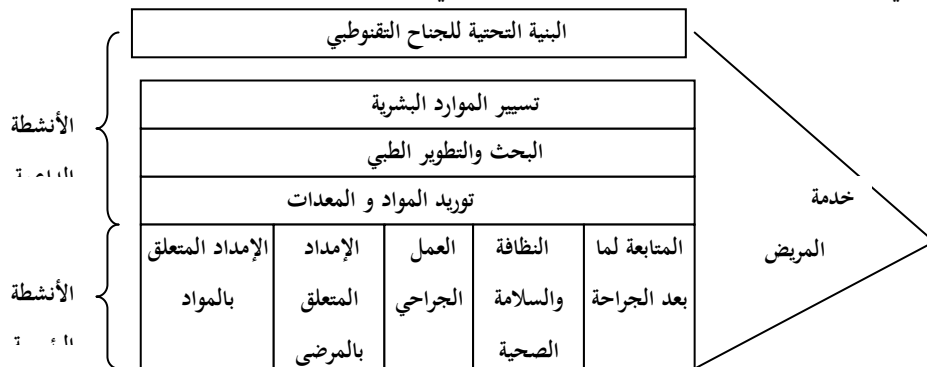 البنية التحتية للجناح التقنوطبي
تسيير الموارد البشرية
البحث والتطوير الطبي
توريد المواد و المعدات
الأنشطة
المتابعة لما
بعد الجراحة
النظافة
والسلامة
الصحية
العمل
الجراحي
الإمداد
المتعلق
بالمرضى
الإمداد المتعلق
بالمواد
الأنشطة
خدمة
المريض